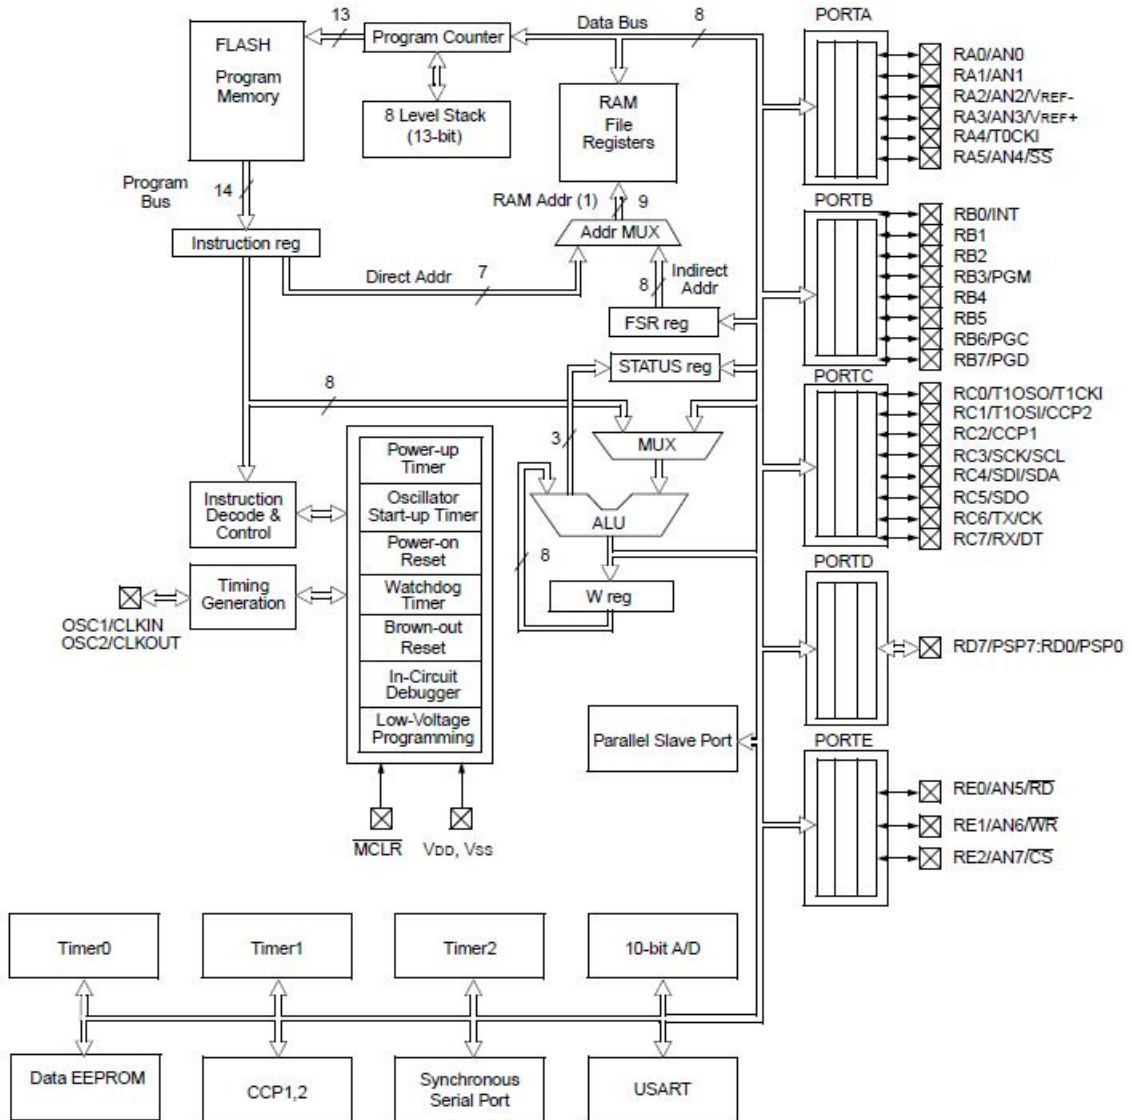 13
Data Bus
8
PORTA
FLASH
Program
Memory
Program Counter
8 Level Stack
(13-bit)
RAM
File
Registers
RA0/AN0
RA1/AN1
RA2/AN2/VREF-
RA3/AN3/VREF+
RA4/T0CKI
RA5/AN4/SS
Program
Bus
14
RAM Addr (1)
9
PORTB
Instruction reg
Addr MUX
Direct Addr
7
8
Indirect
Addr
FSR reg
RB0/INT
RB1
RB2
RB3/PGM
RB4
RB5
RB6/PGC
RB7/PGD
STATUS reg
PORTC
8
3
MUX
RC0/T1OSO/T1CKI
RC1/T1OSI/CCP2
RC2/CCP1
RC3/SCK/SCL
RC4/SDI/SDA
RC5/SDO
RC6/TX/CK
RC7/RX/DT
Power-up
Timer
Oscillator
Start-up Timer
Power-on
Reset
Watchdog
Timer
Brown-out
Reset
In-Circuit
Debugger
Low-Voltage
Programming
Instruction
Decode &
Control
Timing
Generation
OSC1/CLKIN
OSC2/CLKOUT
ALU
8
W reg
PORTD
RD7/PSP7:RD0/PSP0
Parallel Slave Port
PORTE
RE0/AN5/RD
RE1/AN6/WR
RE2/AN7/CS
MCLR
VDD, VSS
Timer0
Timer1
Timer2
10-bit A/D
Data EEPROM
CCP1,2
Synchronous
Serial Port
USART